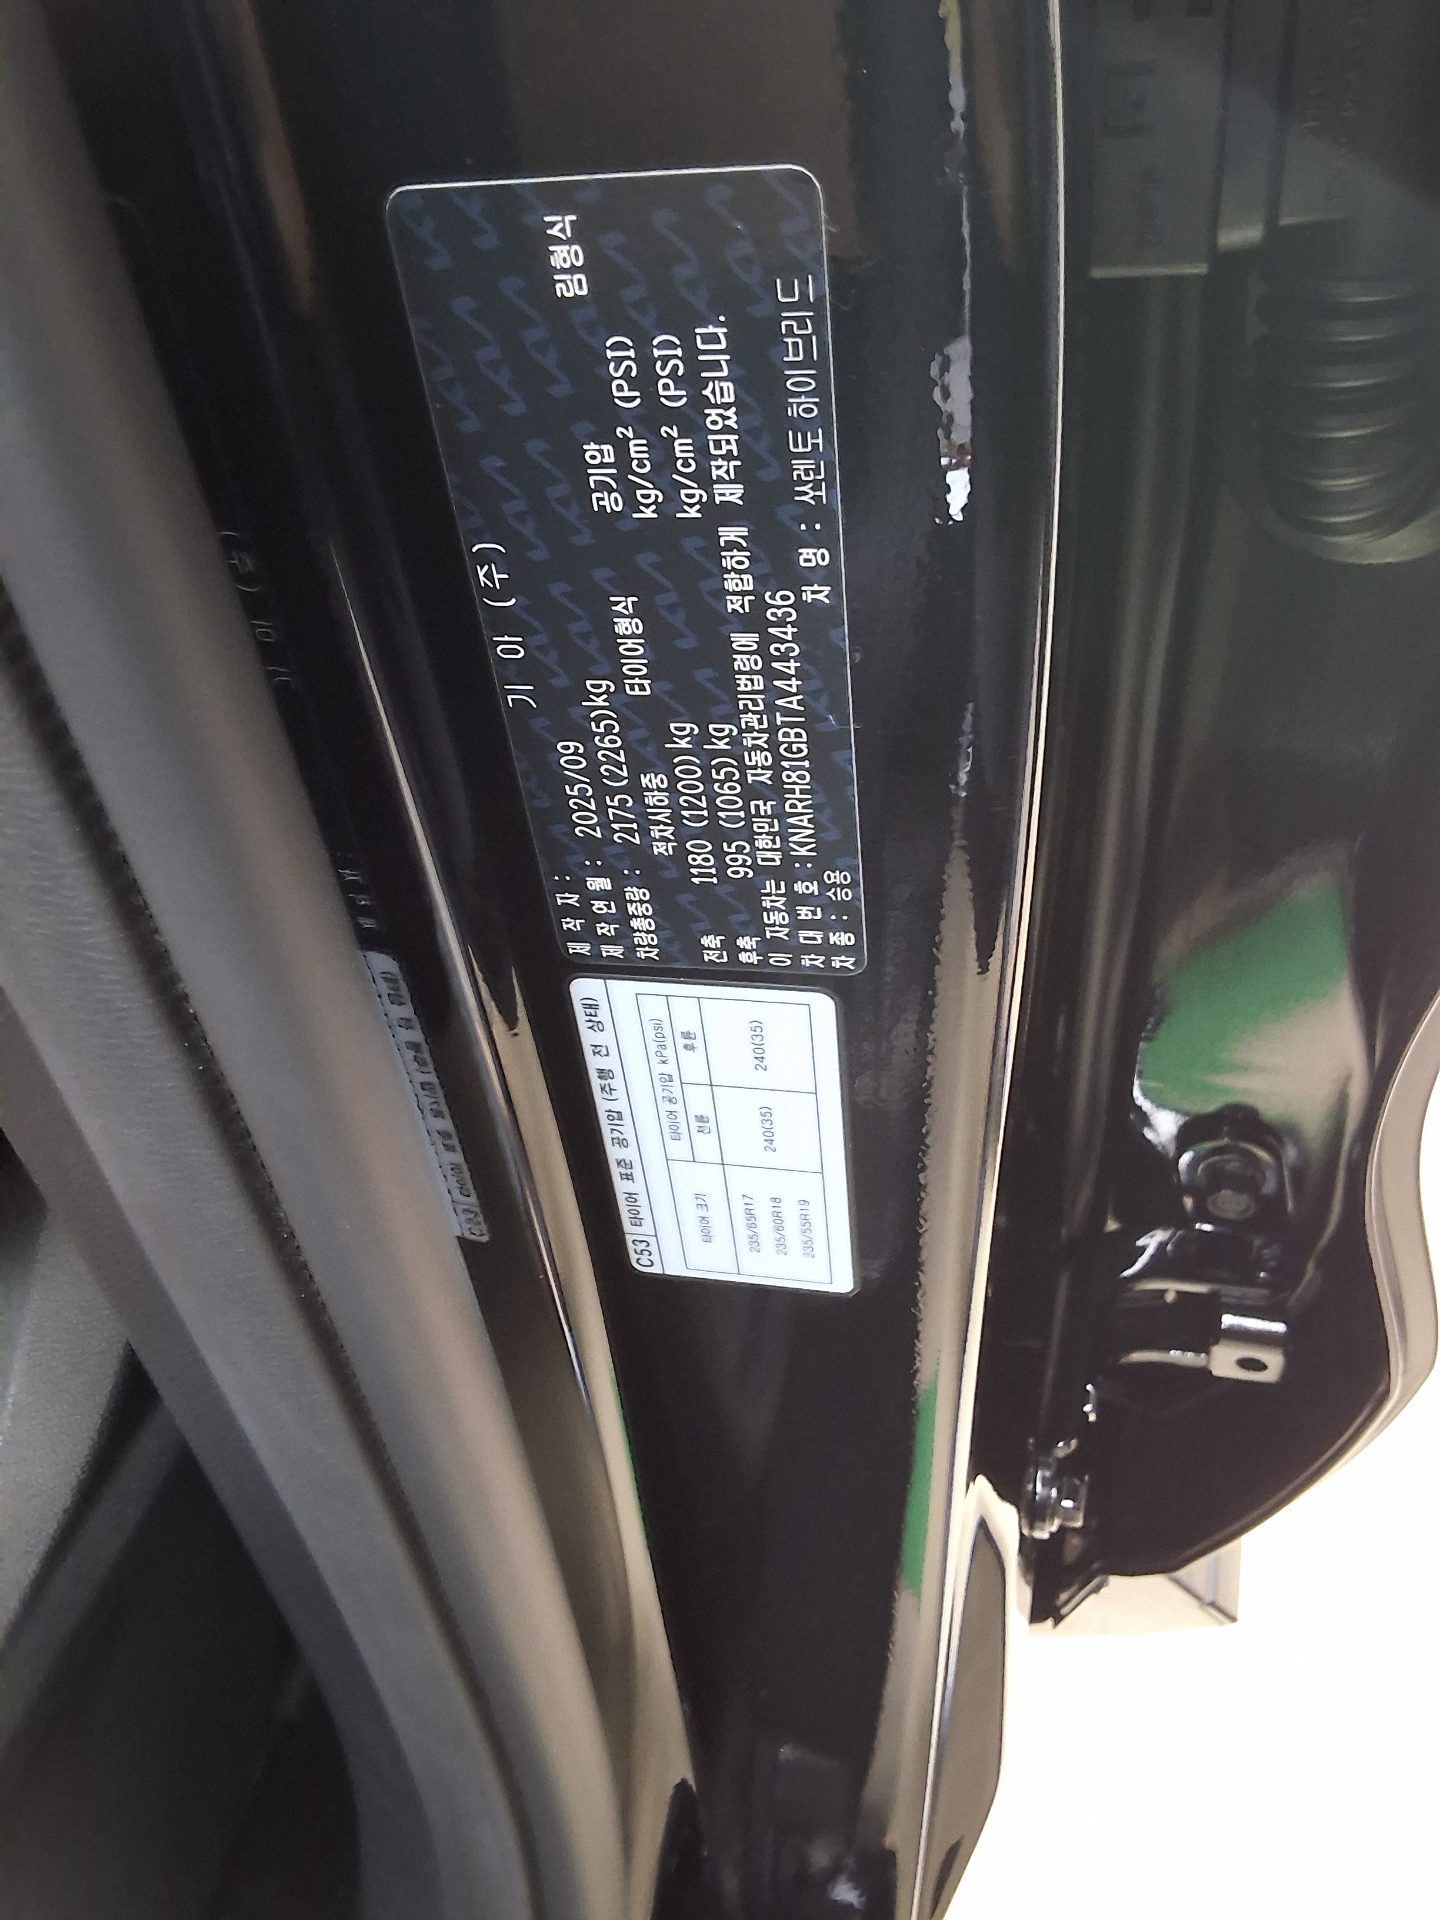 기 아 (주)
제 작 자 :
제 작 연 월 : 2025/09
차량총중량 : 2175 (2265)kg
적차시하중 타이어형식 공기압 림형식
전축 1180 (1200)kg kg/cm² (PSI)
후축 995 (1065)kg kg/cm² (PSI)
이 자동차는 대한민국 자동차관리법령에 적합하게 제작되었습니다.
차 대 번 호 : KNARH81GBTA443436
차 종 : 승용 차 명 : 쏘렌토 하이브리드
C53 타이어 표준 공기압 (주행 전 상태)
타이어 크기 타이어 공기압 kPa(psi)
전륜 후륜
235/65R17
235/60R18 240(35) 240(35)
235/55R19